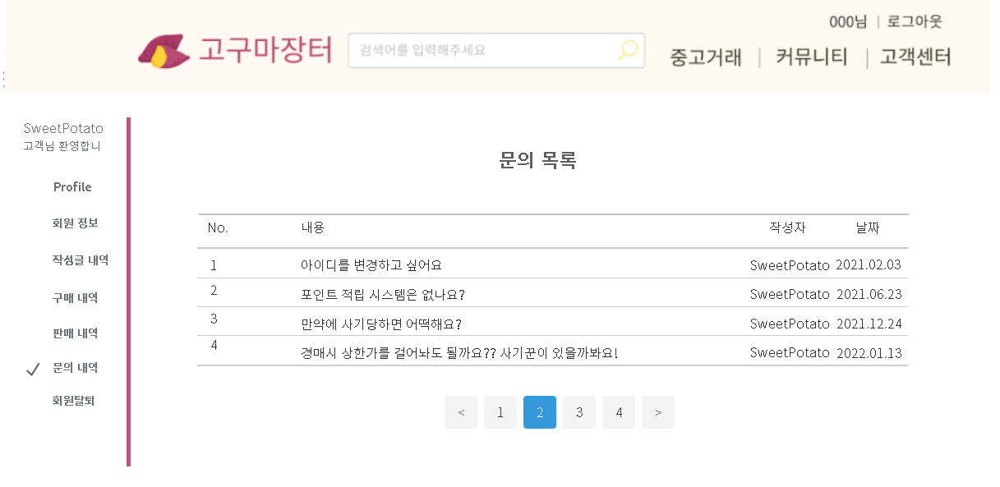 000님 | 로그아웃
고구마장터
검색어를 입력해주세요
중고거래 | 커뮤니티 | 고객센터
SweetPotato
고객님 환영합니
Profile
회원 정보
작성글 내역
구매 내역
판매 내역
문의 내역
회원탈퇴
문의 목록
No. 내용 작성자 날짜
1 아이디를 변경하고 싶어요 SweetPotato 2021.02.03
2 포인트 적립 시스템은 없나요? SweetPotato 2021.06.23
3 만약에 사기당하면 어떡해요? SweetPotato 2021.12.24
4 경매시 상한가를 걸어놔도 될까요?? 사기꾼이 있을까봐요! SweetPotato 2022.01.13
< 1 2 3 4 >